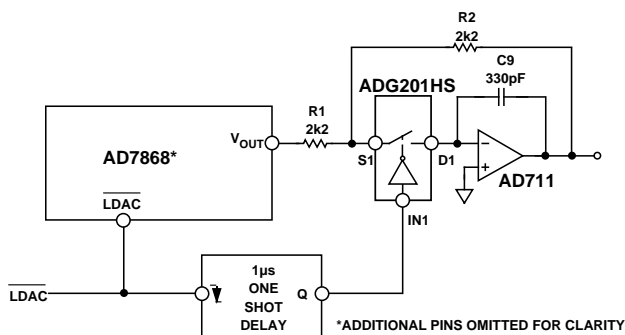 R2
2k2
C9
330pF
ADG201HS
R1
2k2
VOUT
AD7868*
S1
D1
–
+
AD711
LDAC
IN1
LDAC
1µs
ONE
SHOT
DELAY
Q
*ADDITIONAL PINS OMITTED FOR CLARITY